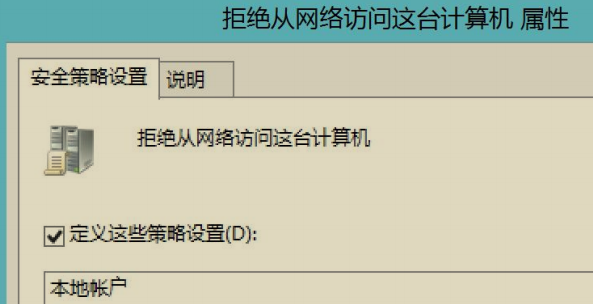 拒绝从网络访问这台计算机 属性
安全策略设置
说明
拒绝从网络访问这台计算机
定义这些策略设置(D):
本地帐户